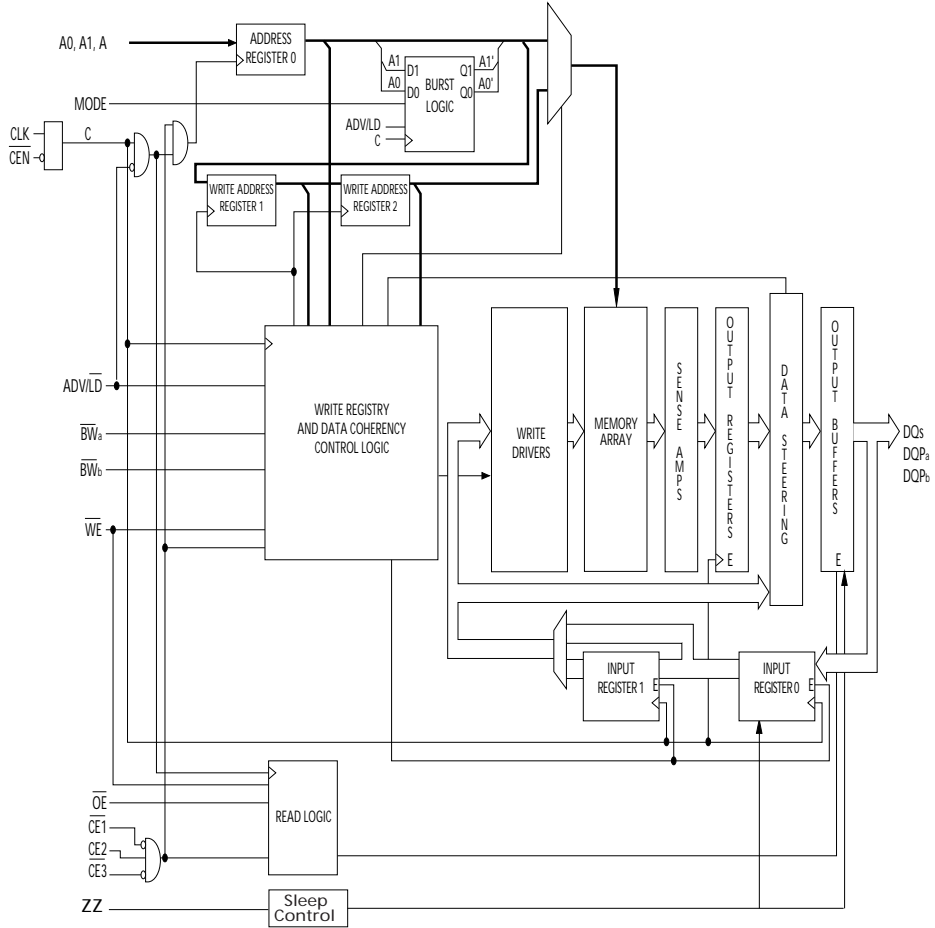 A0, A1, A
ADDRESS
REGISTER 0
A1
A0
D1
D0
BURST
LOGIC
Q1
Q0
A1'
A0'
MODE
ADV/LD
C
CLK
CEN
C
WRITE ADDRESS
REGISTER 1
WRITE ADDRESS
REGISTER 2
ADV/LD
BWa
BWb
WE
WRITE REGISTRY
AND DATA COHERENCY
CONTROL LOGIC
WRITE
DRIVERS
MEMORY
ARRAY
SENSE AMPS
OUTPUT REGISTERS
E
DATA STEERING
OUTPUT BUFFERS
E
DQs
DQPa
DQPb
INPUT
REGISTER 1
E
INPUT
REGISTER 0
E
OE
CE1
CE2
CE3
READ LOGIC
ZZ
Sleep
Control